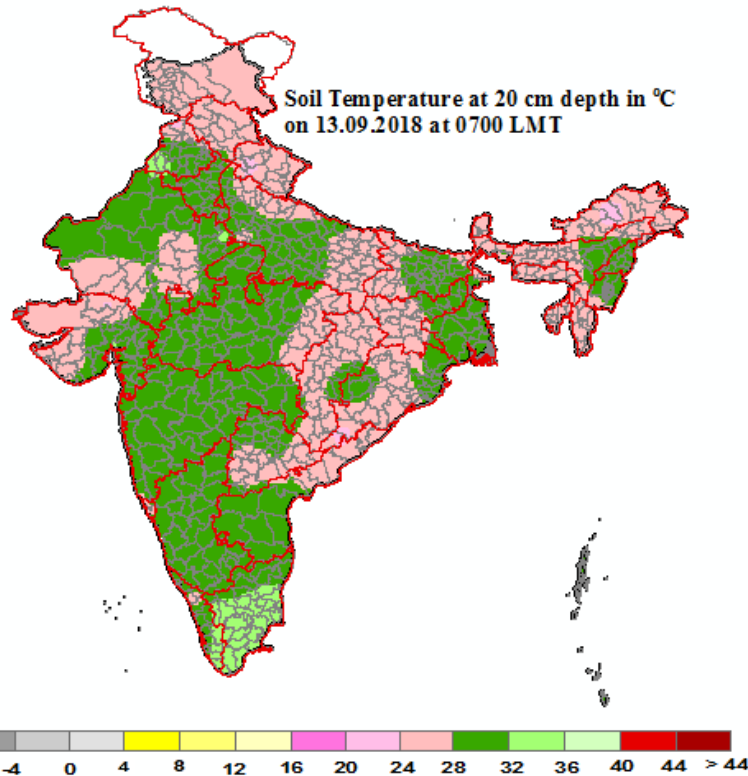 Soil Temperature at 20 cm depth in °C
on 13.09.2018 at 0700 LMT
-4 0 4 8 12 16 20 24 28 32 36 40 44 > 44